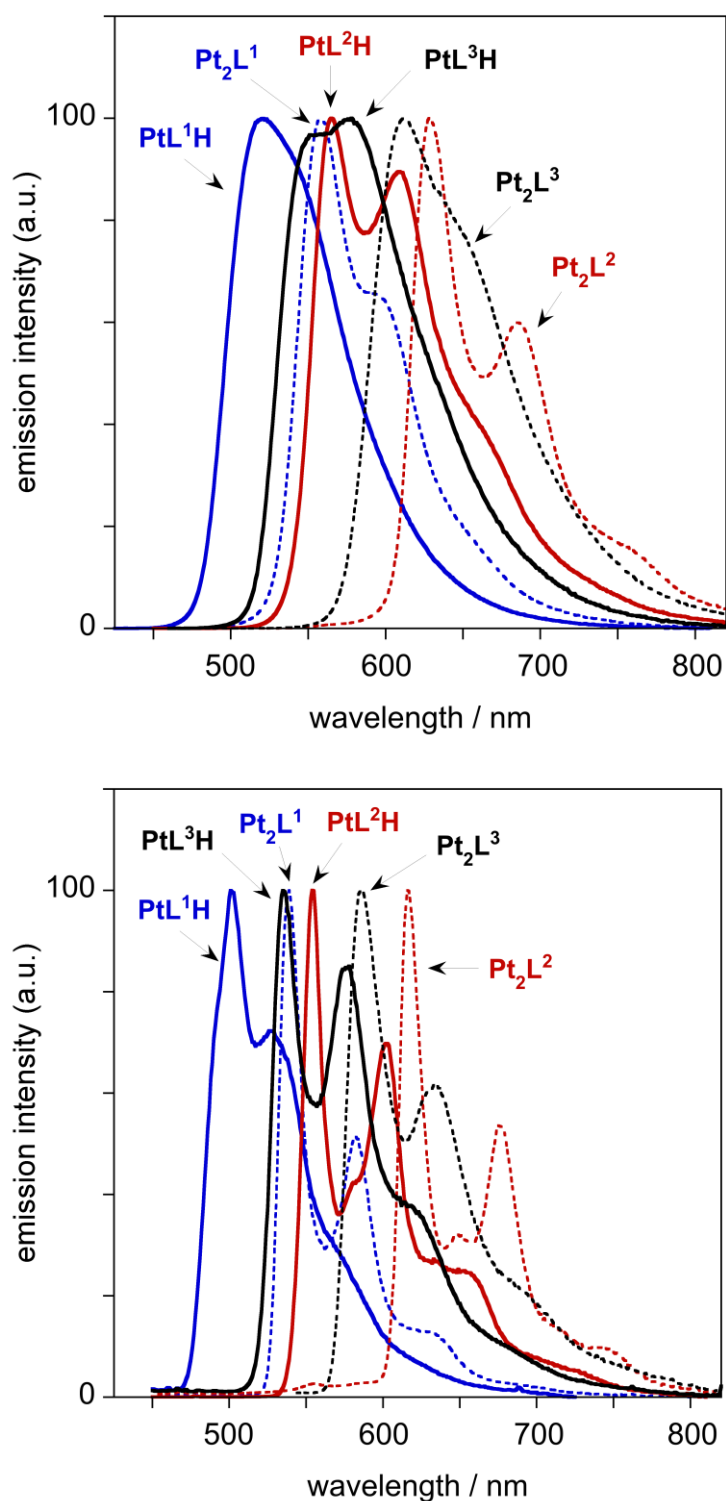 PtL²H
Pt₂L¹
PtL³H
100
PtL¹H
Pt₂L³
Pt₂L²
emission intensity (a.u.)
0
500 600 700 800
wavelength / nm
Pt₂L¹
PtL²H
PtL³H
Pt₂L³
100
PtL¹H
Pt₂L²
emission intensity (a.u.)
0
500 600 700 800
wavelength / nm